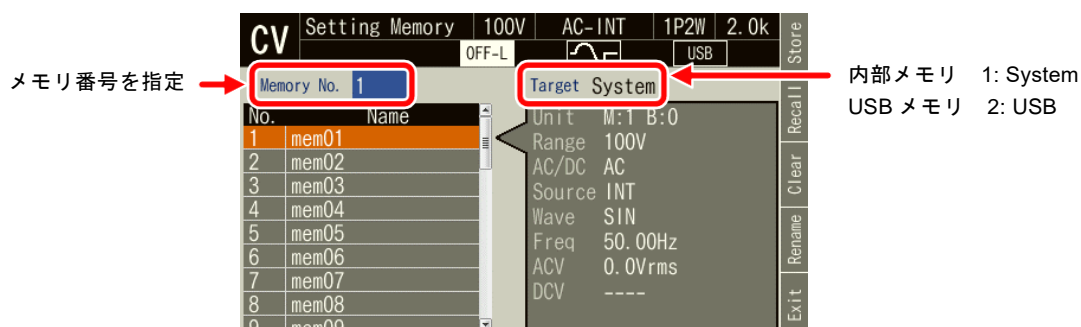 CV Setting Memory 100V AC-INT 1P2W 2.0k
OFF-L USB
メモリ番号を指定
Memory No. 1
Target System
内部メモリ 1: System
USB メモリ 2: USB
No. Name
1 mem01
2 mem02
3 mem03
4 mem04
5 mem05
6 mem06
7 mem07
8 mem08
9 mem09
Unit M:1 B:0
Range 100V
AC/DC AC
Source INT
Wave SIN
Freq 50.00Hz
ACV 0.0Vrms
DCV ----
Store
Recall
Clear
Rename
Exit